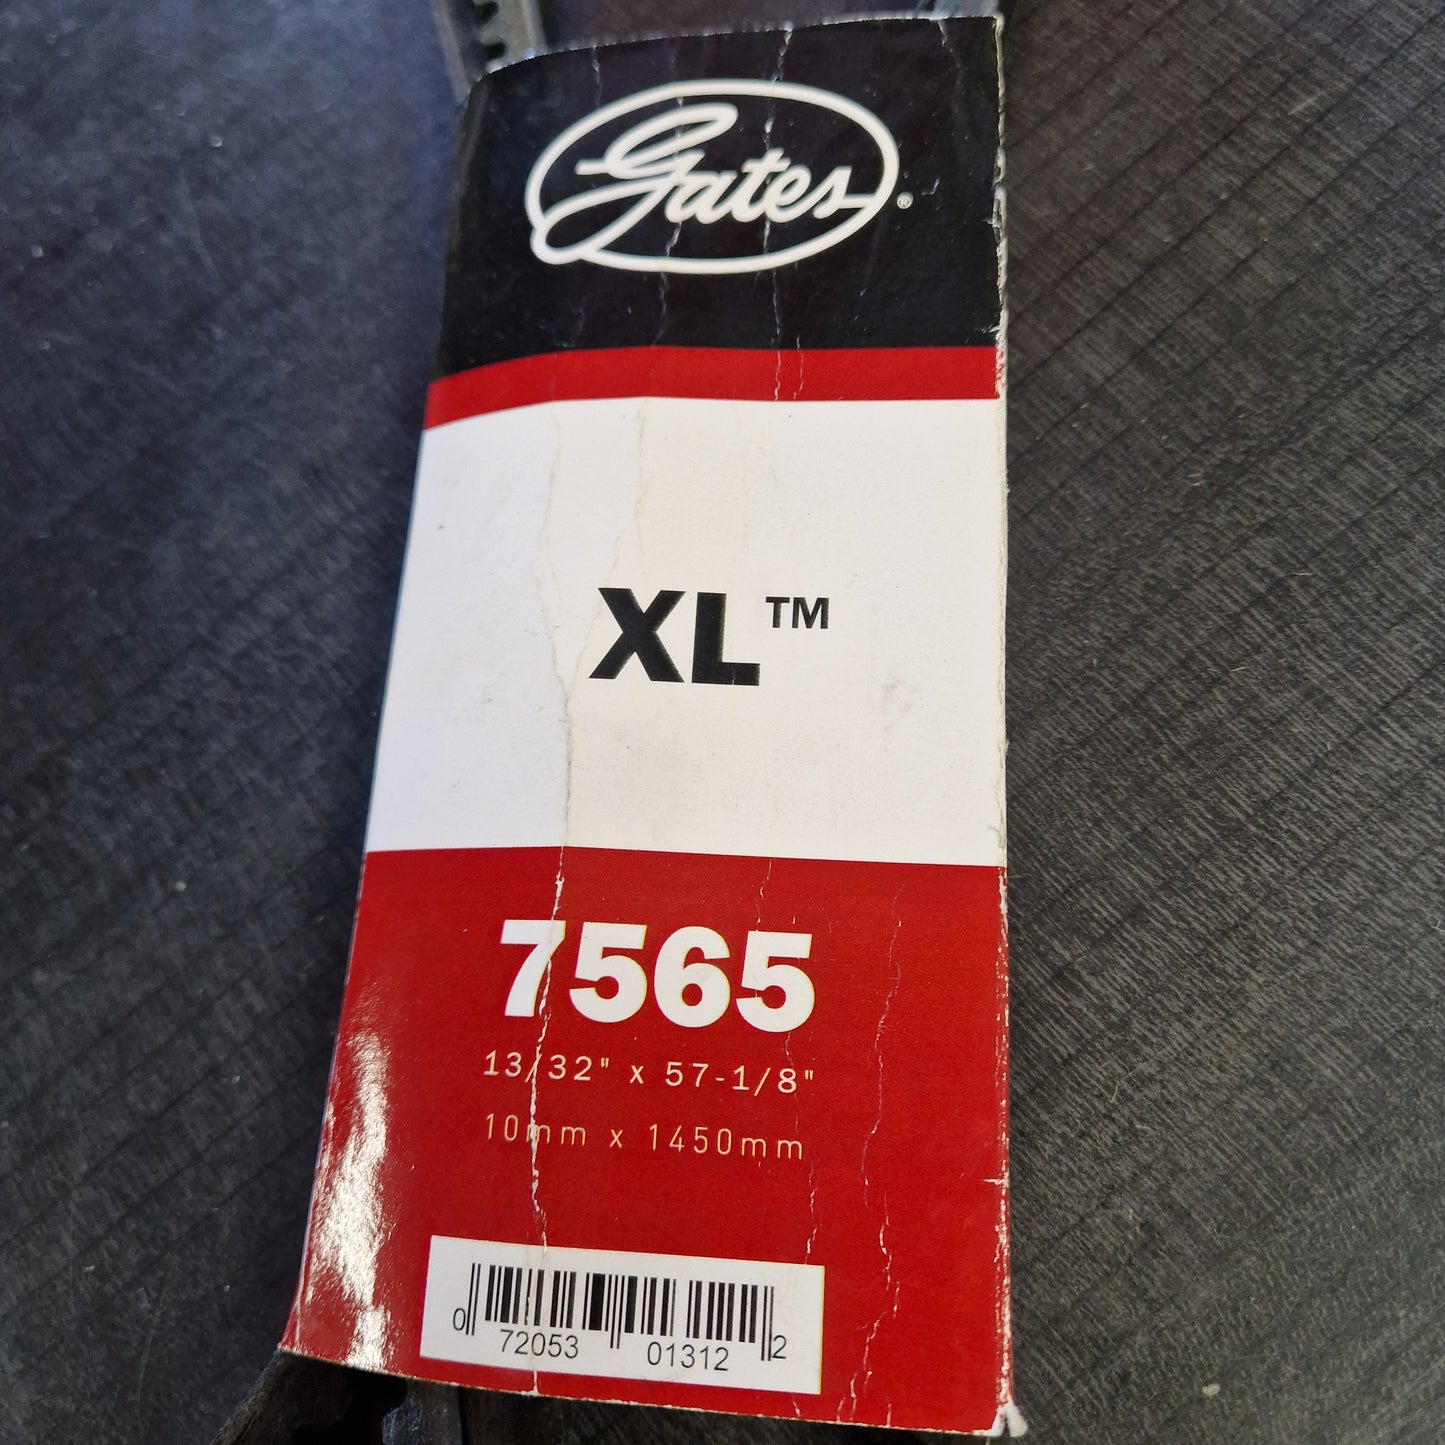 Gates®
XL™
7565
13/32" x 57-1/8"
10mm x 1450mm
0 72053 01312 2